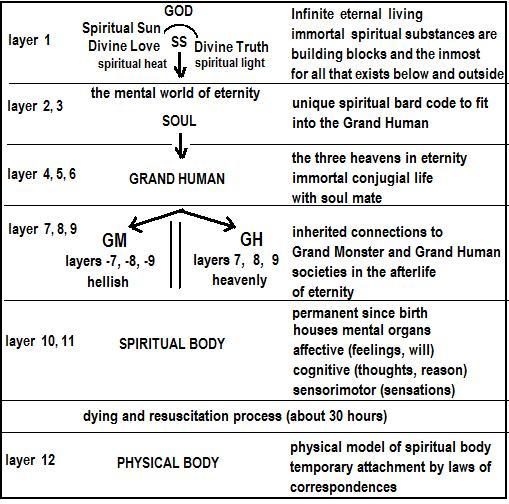 GOD
Spiritual Sun
Divine Love SS Divine Truth
spiritual heat spiritual light
layer 1
Infinite eternal living
immortal spiritual substances are
building blocks and the inmost
for all that exists below and outside
the mental world of eternity
layer 2, 3
SOUL
unique spiritual bard code to fit
into the Grand Human
layer 4, 5, 6
GRAND HUMAN
the three heavens in eternity
immortal conjugial life
with soul mate
layer 7, 8, 9
GM
layers -7, -8, -9
hellish
GH
layers 7, 8, 9
heavenly
inherited connections to
Grand Monster and Grand Human
societies in the afterlife
of eternity
layer 10, 11
SPIRITUAL BODY
permanent since birth
houses mental organs
affective (feelings, will)
cognitive (thoughts, reason)
sensorimotor (sensations)
dying and resuscitation process (about 30 hours)
layer 12
PHYSICAL BODY
physical model of spiritual body
temporary attachment by laws of
correspondences